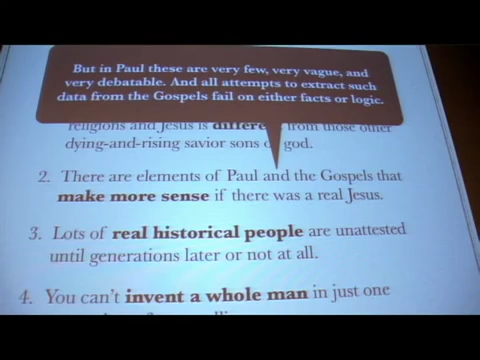 But in Paul these are very few, very vague, and
very debatable. And all attempts to extract such
data from the Gospels fail on either facts or logic.
religions and Jesus is differe from those other
dying-and-rising savior sons of god.
2. There are elements of Paul and the Gospels that
make more sense if there was a real Jesus.
3. Lots of real historical people are unattested
until generations later or not at all.
4. You can't invent a whole man in just one